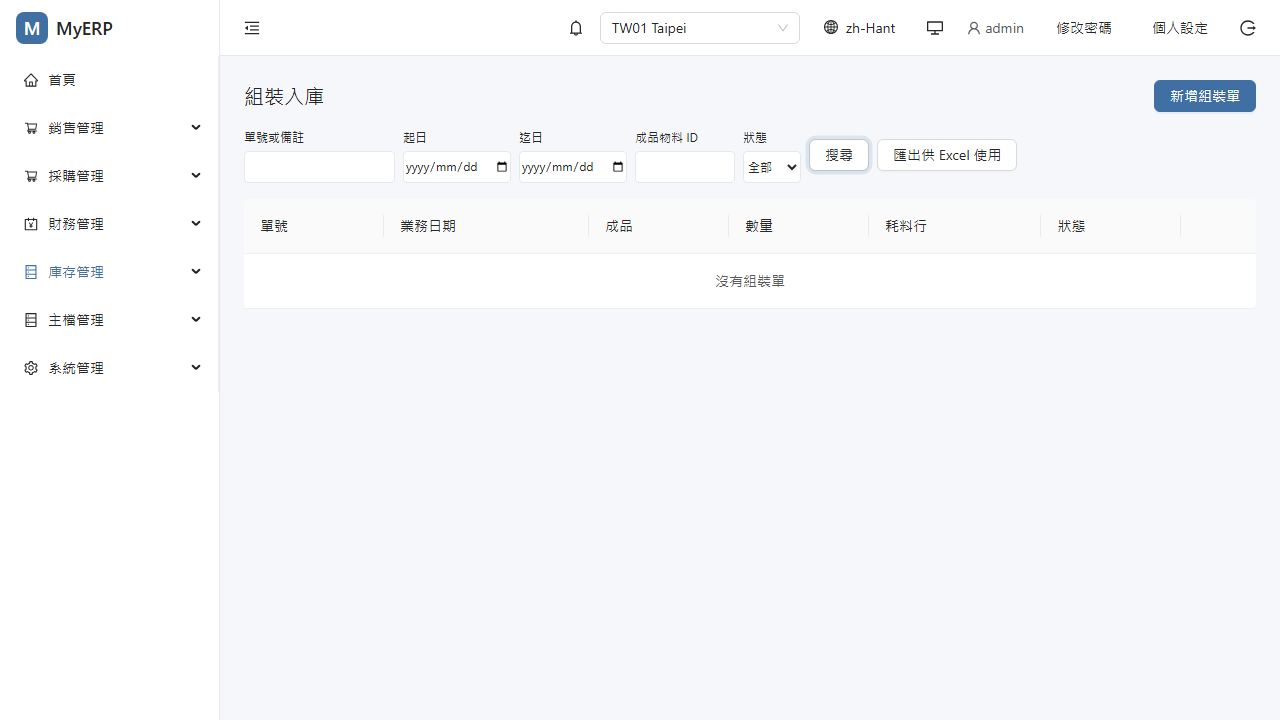 M MyERP
TW01 Taipei
zh-Hant
admin
修改密碼
個人設定
首頁
銷售管理
採購管理
財務管理
庫存管理
主檔管理
系統管理
組裝入庫
新增組裝單
單號或備註
起日
迄日
成品物料 ID
狀態
yyyy/mm/dd
yyyy/mm/dd
全部
搜尋
匯出供 Excel 使用
單號
業務日期
成品
數量
耗料行
狀態
沒有組裝單